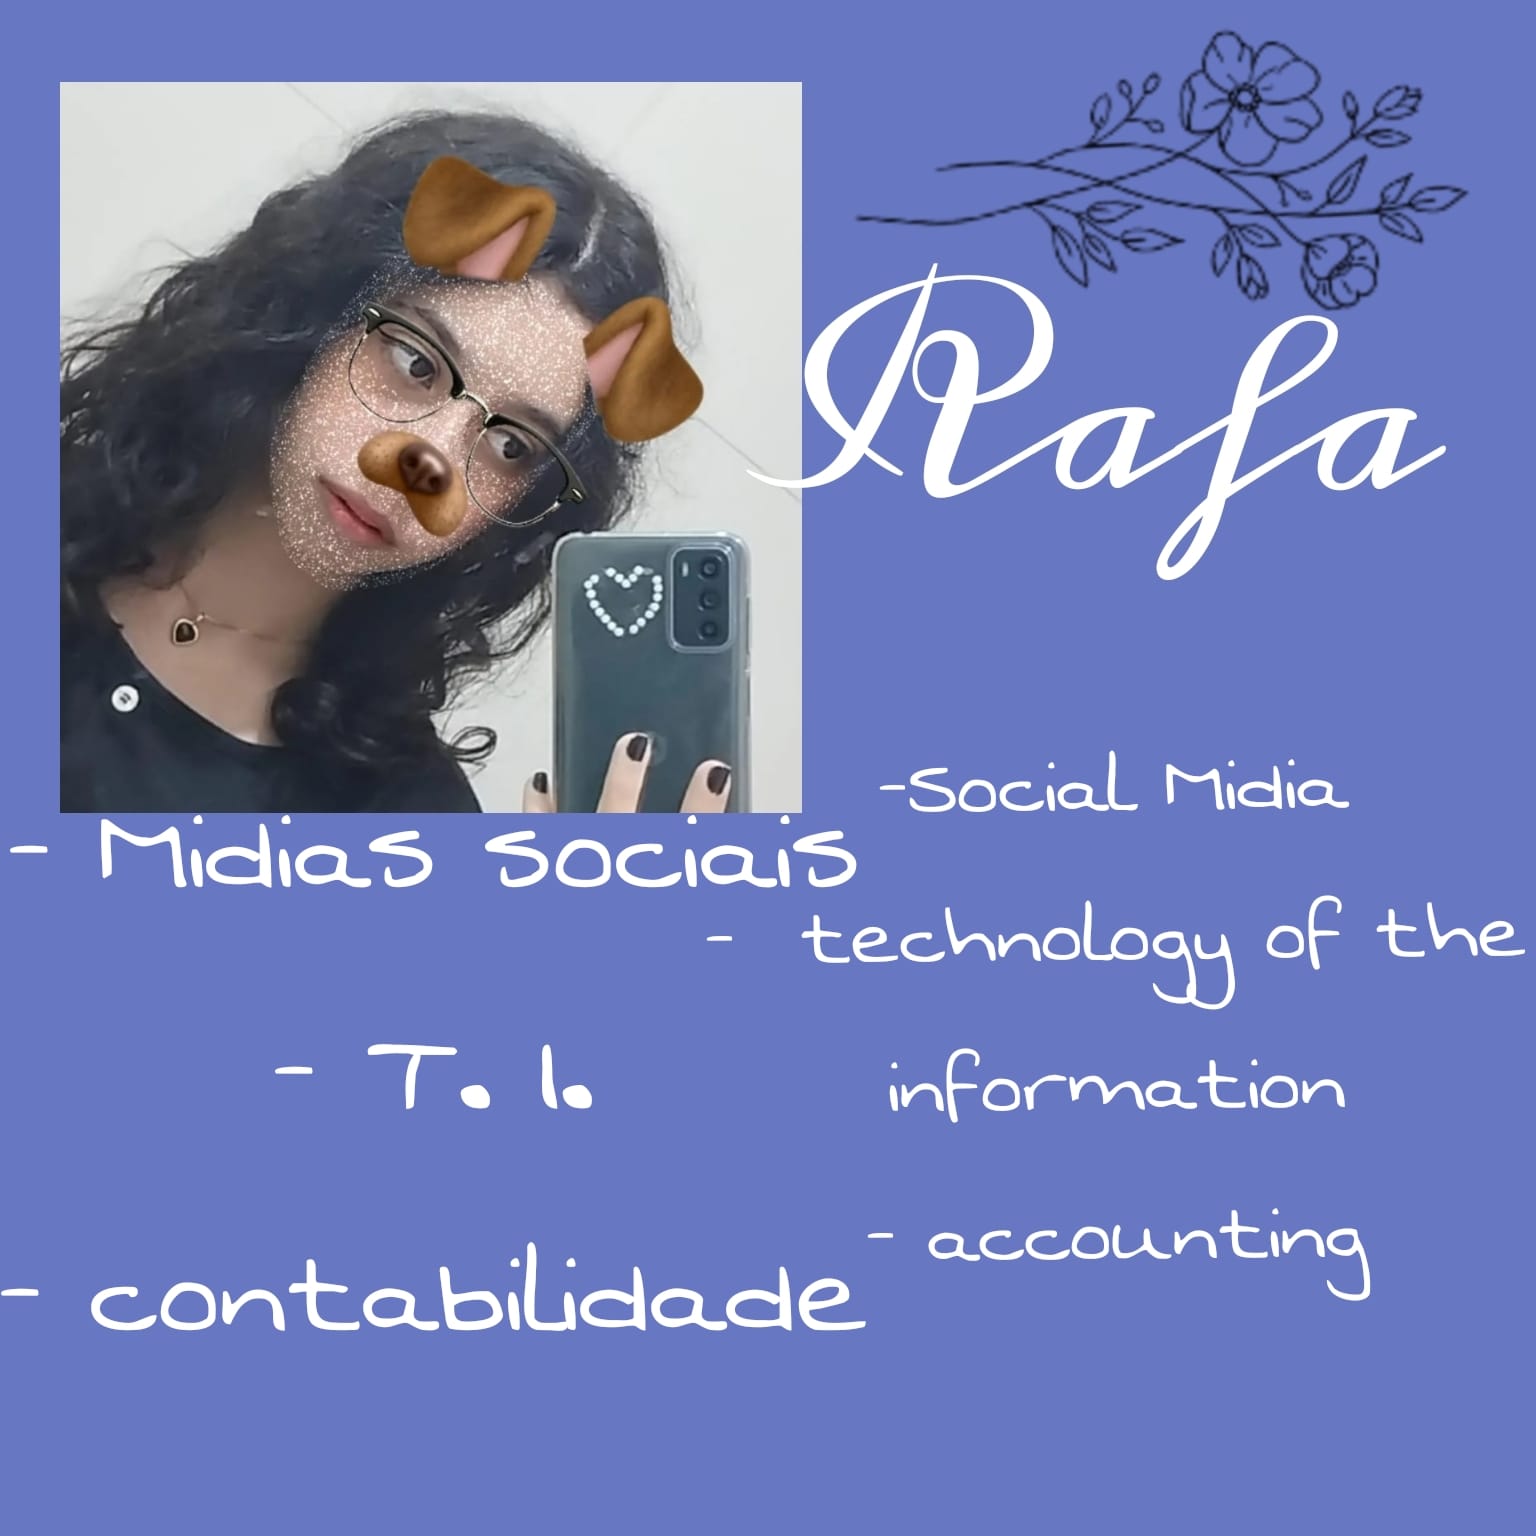 Rafa
-Social Midia
- Midias sociais
- technology of the
information
- T. I.
- accounting
- contabilidade